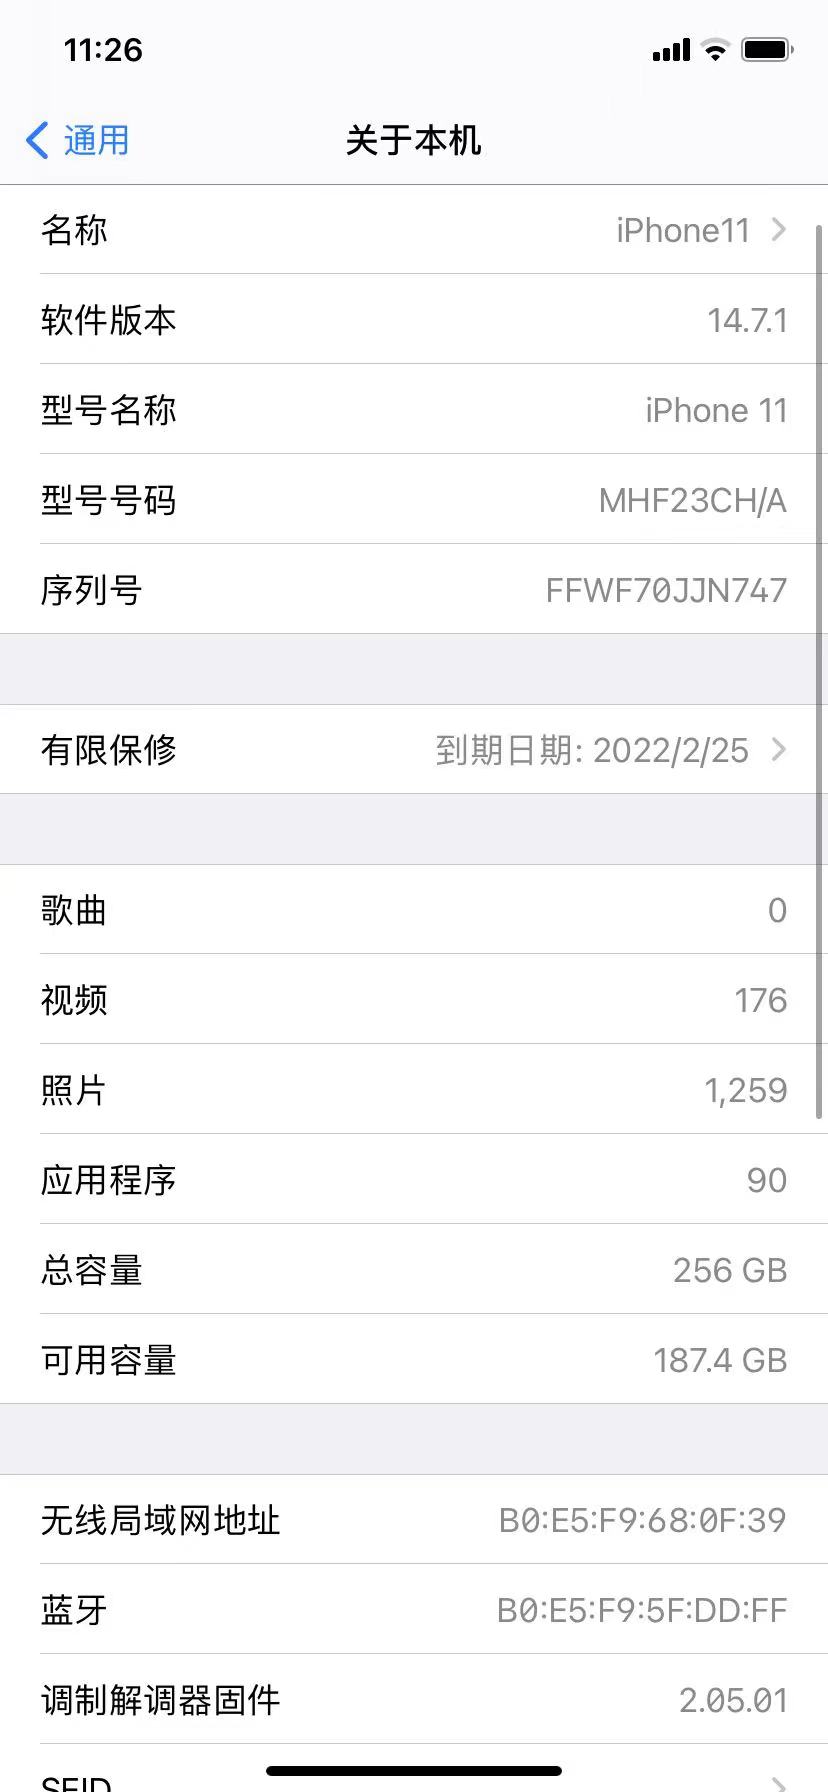 11:26
通用 关于本机
名称 iPhone11
软件版本 14.7.1
型号名称 iPhone 11
型号号码 MHF23CH/A
序列号 FFWF70JJN747
有限保修 到期日期: 2022/2/25
歌曲 0
视频 176
照片 1,259
应用程序 90
总容量 256 GB
可用容量 187.4 GB
无线局域网地址 B0:E5:F9:68:0F:39
蓝牙 B0:E5:F9:5F:DD:FF
调制解调器固件 2.05.01
SEID